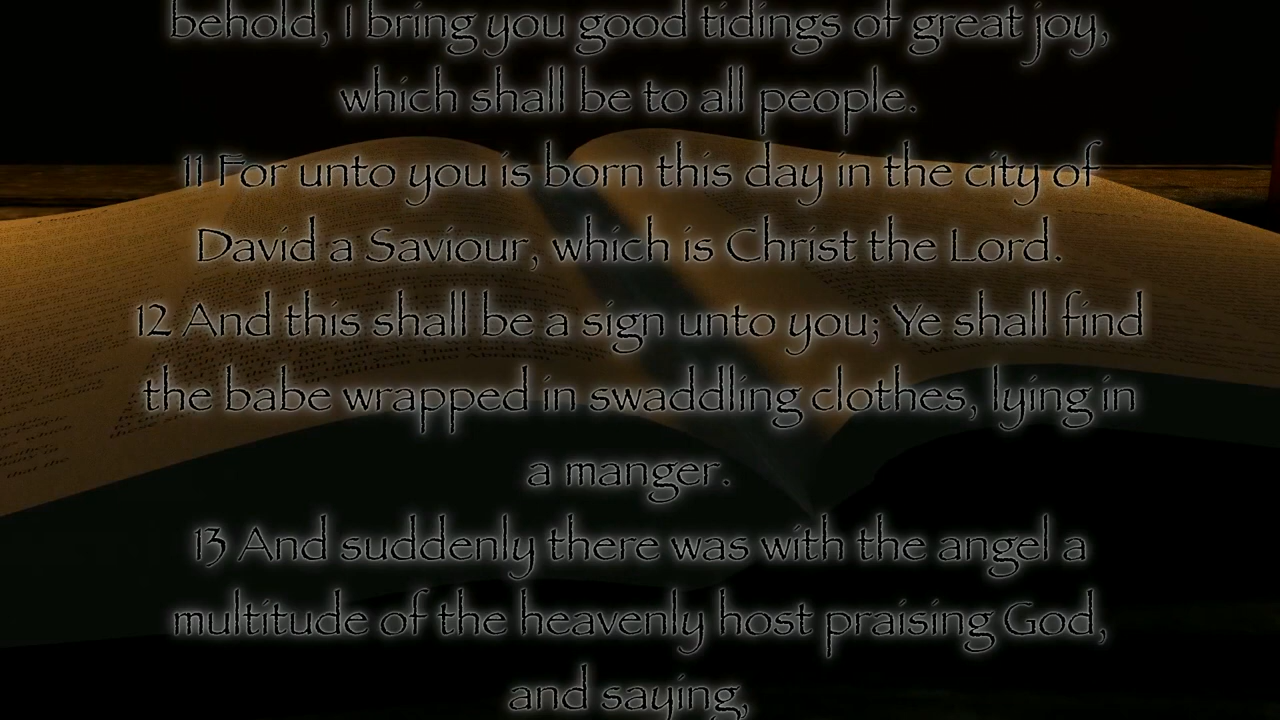 behold, I bring you good tidings of great joy,
which shall be to all people.
11 For unto you is born this day in the city of
David a Saviour, which is Christ the Lord.
12 And this shall be a sign unto you; Ye shall find
the babe wrapped in swaddling clothes, lying in
a manger.
13 And suddenly there was with the angel a
multitude of the heavenly host praising God,
and saying,